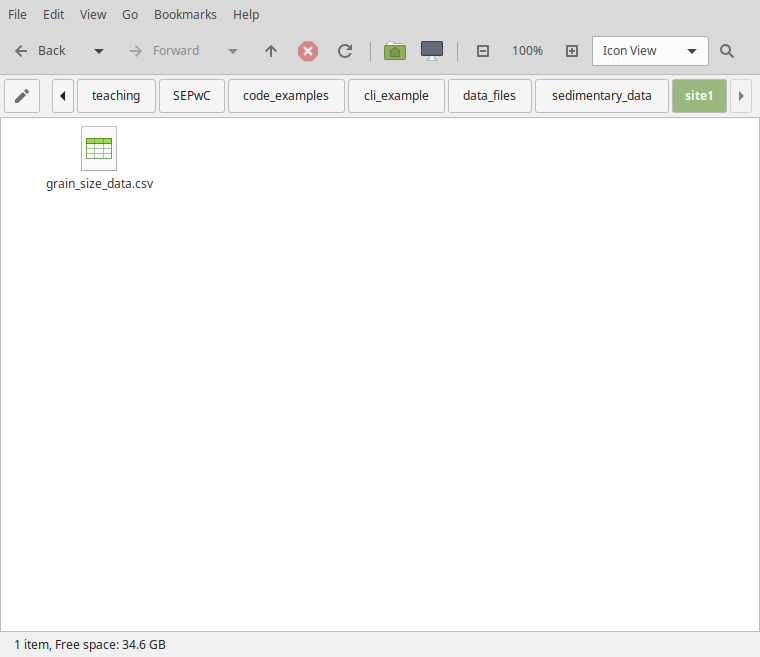 File Edit View Go Bookmarks Help
Back Forward 100% Icon View
teaching SEPwC code_examples cli_example data_files sedimentary_data site1
grain_size_data.csv
1 item, Free space: 34.6 GB